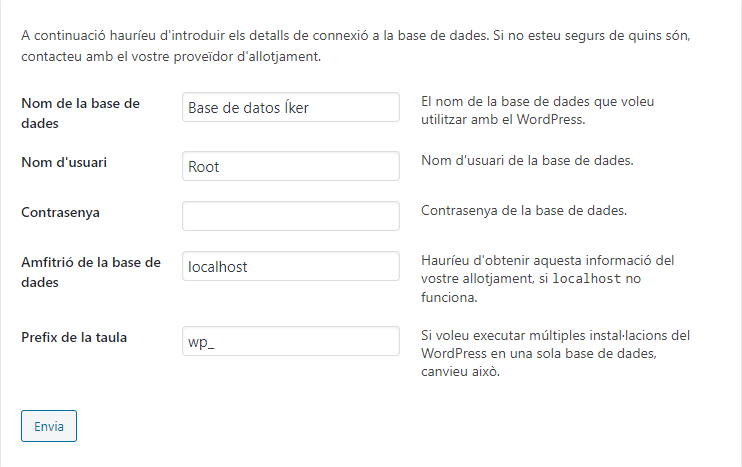 A continuació hauríeu d'introduir els detalls de connexió a la base de dades. Si no esteu segurs de quins són,
contacteu amb el vostre proveïdor d'allotjament.
Nom de la base de
dades
Base de datos Íker
El nom de la base de dades que voleu
utilitzar amb el WordPress.
Nom d'usuari
Root
Nom d'usuari de la base de dades.
Contrasenya
Contrasenya de la base de dades.
Amfitrió de la base de
dades
localhost
Hauríeu d'obtenir aquesta informació del
vostre allotjament, si localhost no
funciona.
Prefix de la taula
wp_
Si voleu executar múltiples instal·lacions del
WordPress en una sola base de dades,
canvieu això.
Envia